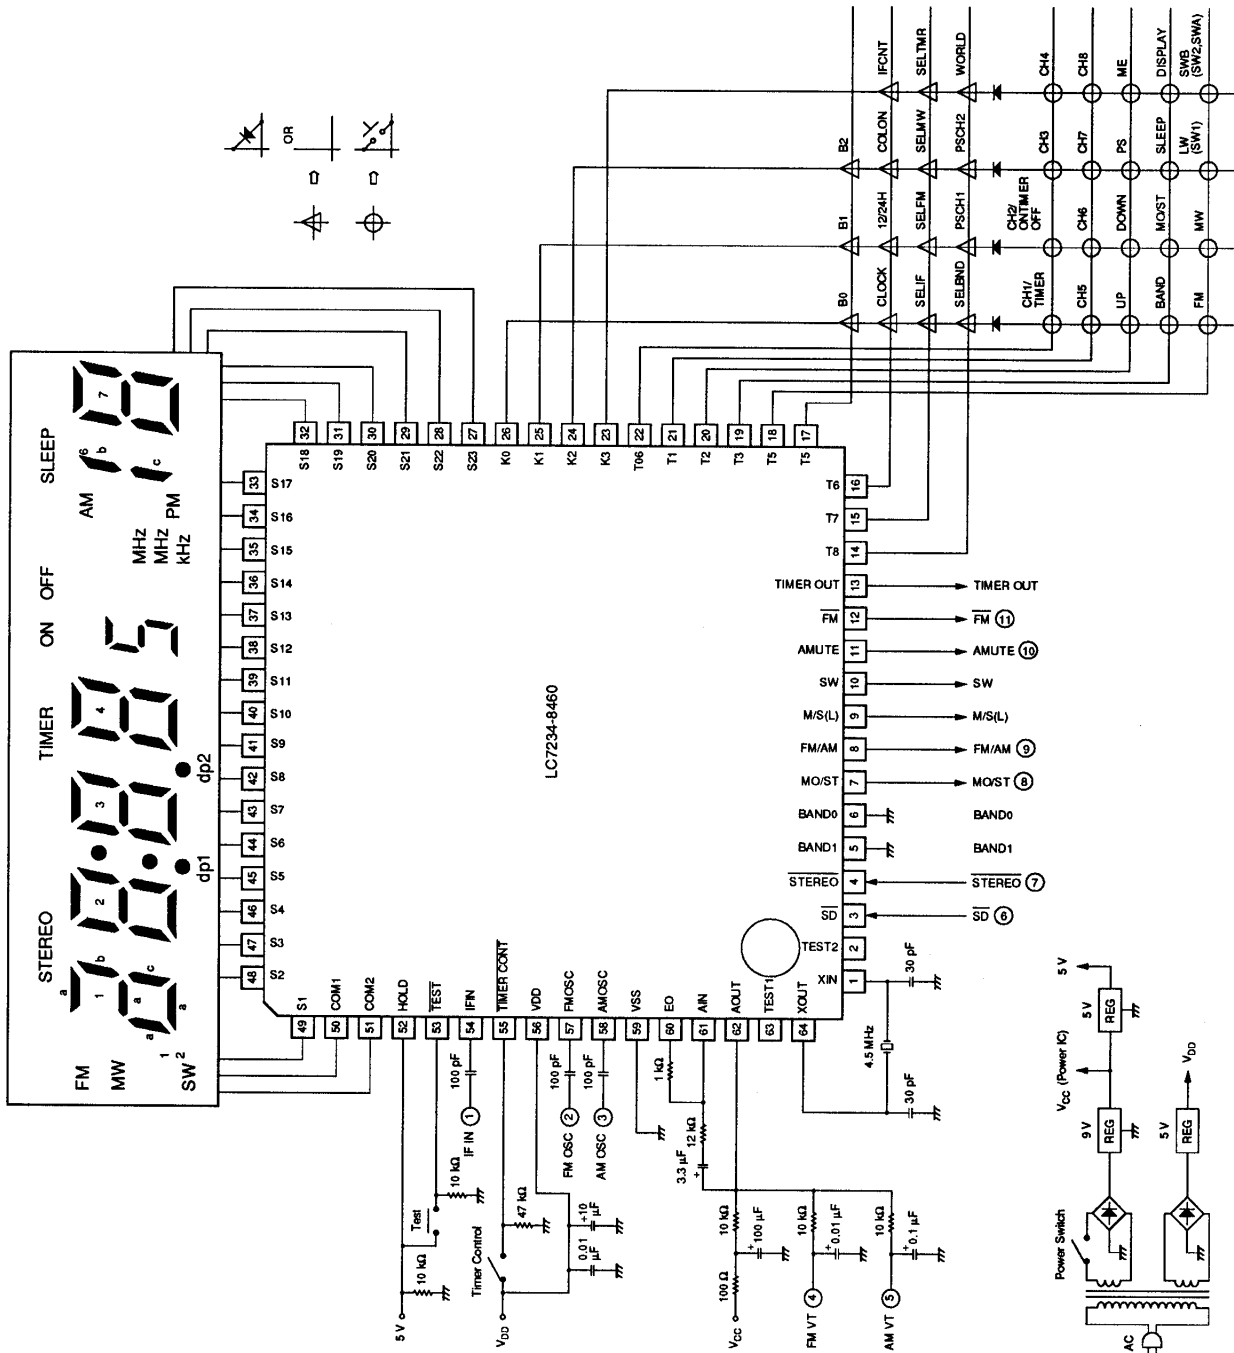 STEREO TIMER ON OFF SLEEP
FM
MW
SW 1 2
a 1 b a c a
2
3
4
dp1
dp2
MHz
MHz
kHz
AM
PM
6 b c
7
OR
LC7234-8460
33 S17
34 S16
35 S15
36 S14
37 S13
38 S12
39 S11
40 S10
41 S9
42 S8
43 S7
44 S6
45 S5
46 S4
47 S3
48 S2
49 S1
50 COM1
51 COM2
52 HOLD
53 TEST
54 IFIN
55 TIMER CONT
56 VDD
57 FMOSC
58 AMOSC
59 VSS
60 EO
61 AIN
62 AOUT
63 TEST1
64 XOUT
XIN 1
TEST2 2
SD 3
STEREO 4
BAND1 5
BAND0 6
MO/ST 7
FM/AM 8
M/S(L) 9
SW 10
AMUTE 11
FM 12
TIMER OUT 13
T8 14
T7 15
T6 16
T5 17
T5 18
T3 19
T2 20
T1 21
T06 22
K3 23
K2 24
K1 25
K0 26
S23 27
S22 28
S21 29
S20 30
S19 31
S18 32
TIMER OUT
FM 11
AMUTE 10
SW
M/S(L)
FM/AM 9
MO/ST 8
BAND0
BAND1
STEREO 7
SD 6
B0 B1 B2
CLOCK 12/24H COLON IFCNT
SELIF SELFM SELMW SELTMR
SELBND PSCH1 PSCH2 WORLD
CH1/
TIMER
CH2/
ONTIMER
OFF
CH3 CH4
CH5 CH6 CH7 CH8
UP DOWN PS ME
BAND MO/ST SLEEP DISPLAY
FM MW
LW
(SW1)
SWB
(SW2,SWA)
5 V
10 kΩ
Test
10 kΩ
100 pF
IF IN 1
VDD
Timer Control
47 kΩ
0.01
µF
+10
µF
100 pF
FM OSC 2
100 pF
AM OSC 3
1 kΩ
12 kΩ
3.3 µF
+
VCC
100 Ω
10 kΩ
+
100 µF
10 kΩ
+
0.01
µF
FM VT 4
10 kΩ
+
0.1 µF
AM VT 5
4.5 MHz
30 pF
30 pF
AC
Power Switch
9 V
REG
VCC (Power IC)
5 V
REG
5 V
5 V
REG
VDD